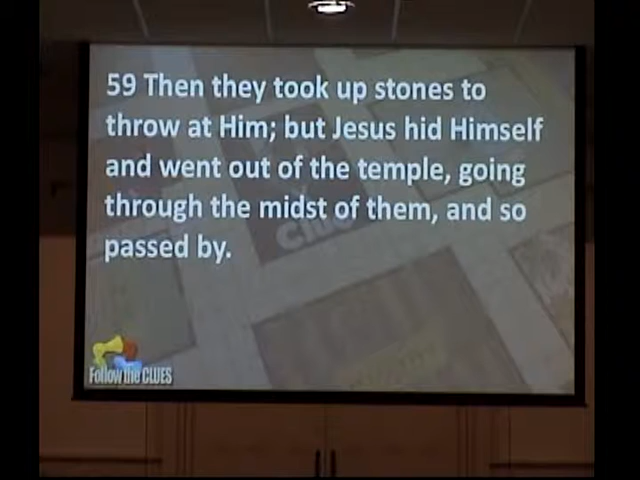 59 Then they took up stones to
throw at Him; but Jesus hid Himself
and went out of the temple, going
through the midst of them, and so
passed by.
Follow the CLUES